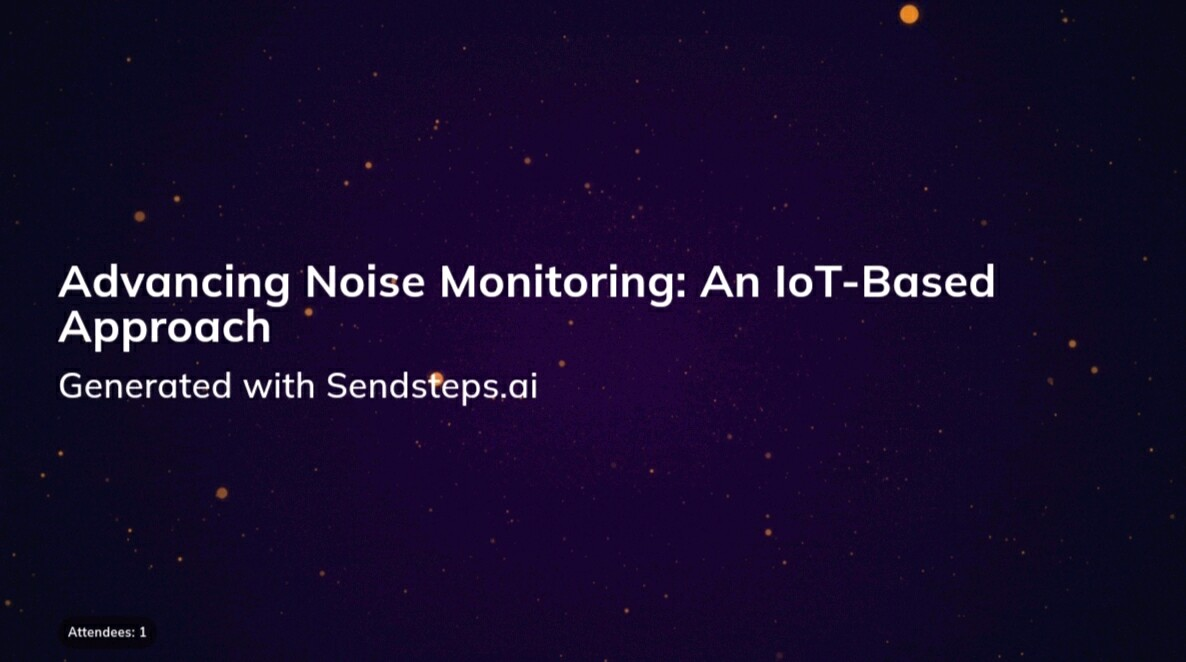 Advancing Noise Monitoring: An IoT-Based
Approach
Generated with Sendsteps.ai
Attendees: 1